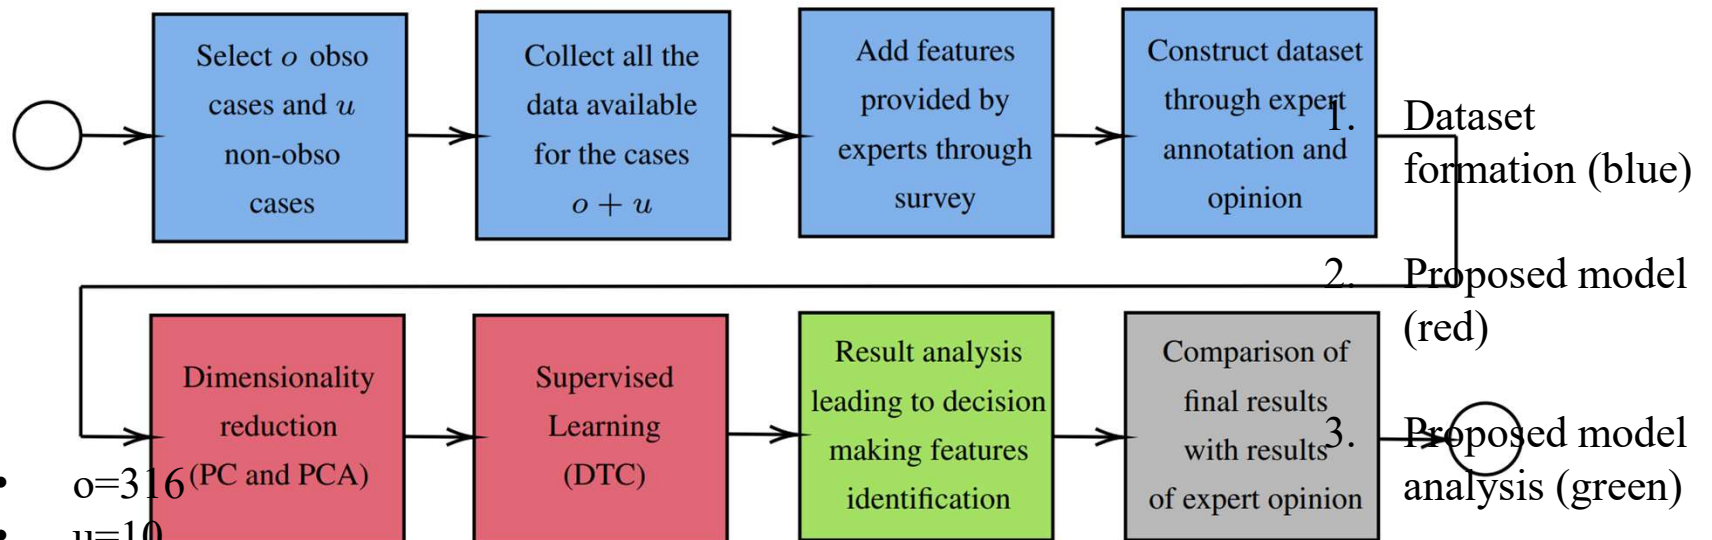 Select o obso
cases and u
non-obso
cases
Collect all the
data available
for the cases
o + u
Add features
provided by
experts through
survey
Construct dataset
through expert
annotation and
opinion
1. Dataset
formation (blue)
2. Proposed model
(red)
Dimensionality
reduction
(PC and PCA)
Supervised
Learning
(DTC)
Result analysis
leading to decision
making features
identification
Comparison of
final results
with results
of expert opinion
3. Proposed model
analysis (green)
• o=316
• u=10